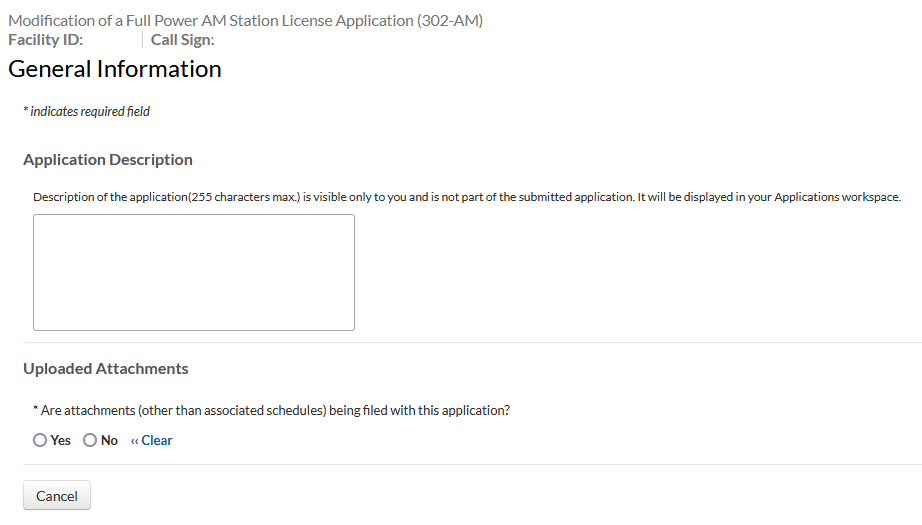 Modification of a Full Power AM Station License Application (302-AM)
Facility ID: Call Sign:
General Information
* indicates required field
Application Description
Description of the application(255 characters max.) is visible only to you and is not part of the submitted application. It will be displayed in your Applications workspace.
Uploaded Attachments
* Are attachments (other than associated schedules) being filed with this application?
Yes No ‹‹ Clear
Cancel